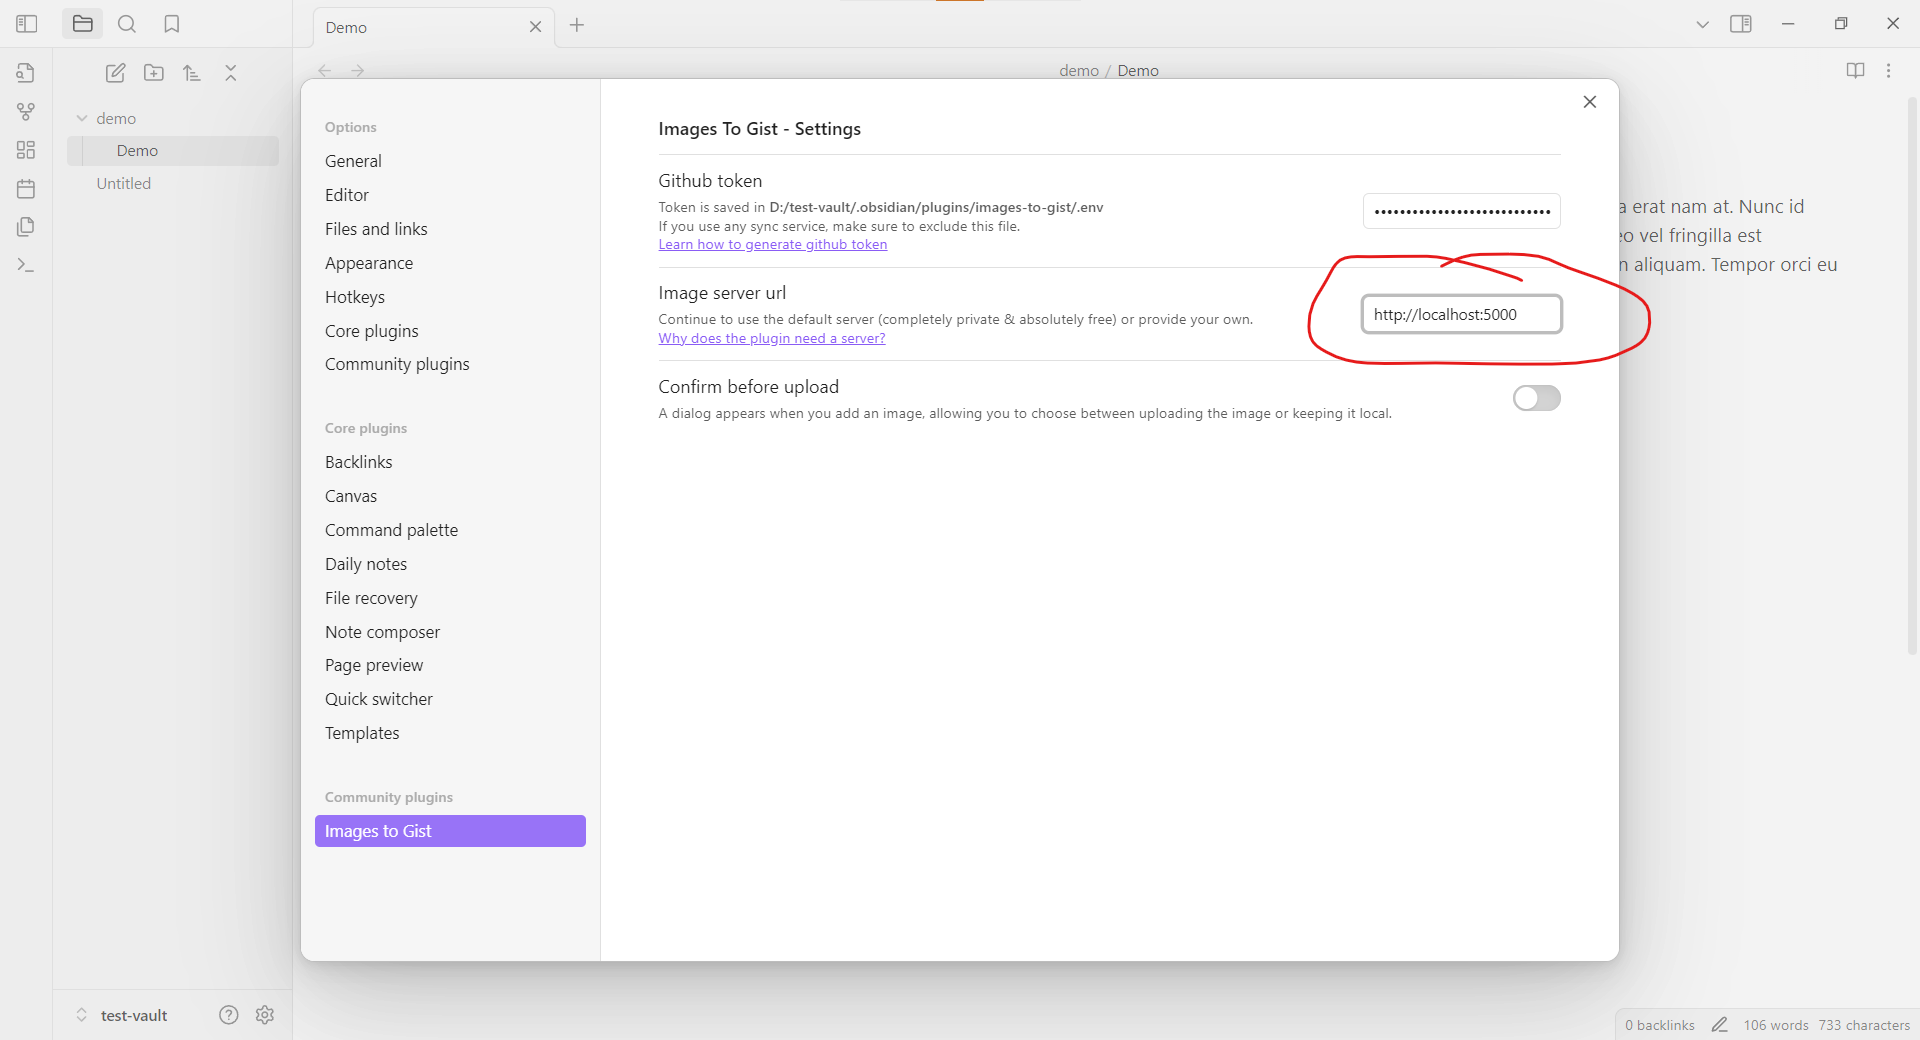 Demo
demo / Demo
demo
Demo
Untitled
Options
General
Editor
Files and links
Appearance
Hotkeys
Core plugins
Community plugins
Core plugins
Backlinks
Canvas
Command palette
Daily notes
File recovery
Note composer
Page preview
Quick switcher
Templates
Community plugins
Images to Gist
Images To Gist - Settings
Github token
Token is saved in D:/test-vault/.obsidian/plugins/images-to-gist/.env
If you use any sync service, make sure to exclude this file.
Learn how to generate github token
••••••••••••••••••••••••••••
Image server url
Continue to use the default server (completely private & absolutely free) or provide your own.
Why does the plugin need a server?
http://localhost:5000
Confirm before upload
A dialog appears when you add an image, allowing you to choose between uploading the image or keeping it local.
a erat nam at. Nunc id
eo vel fringilla est
n aliquam. Tempor orci eu
test-vault
0 backlinks 106 words 733 characters